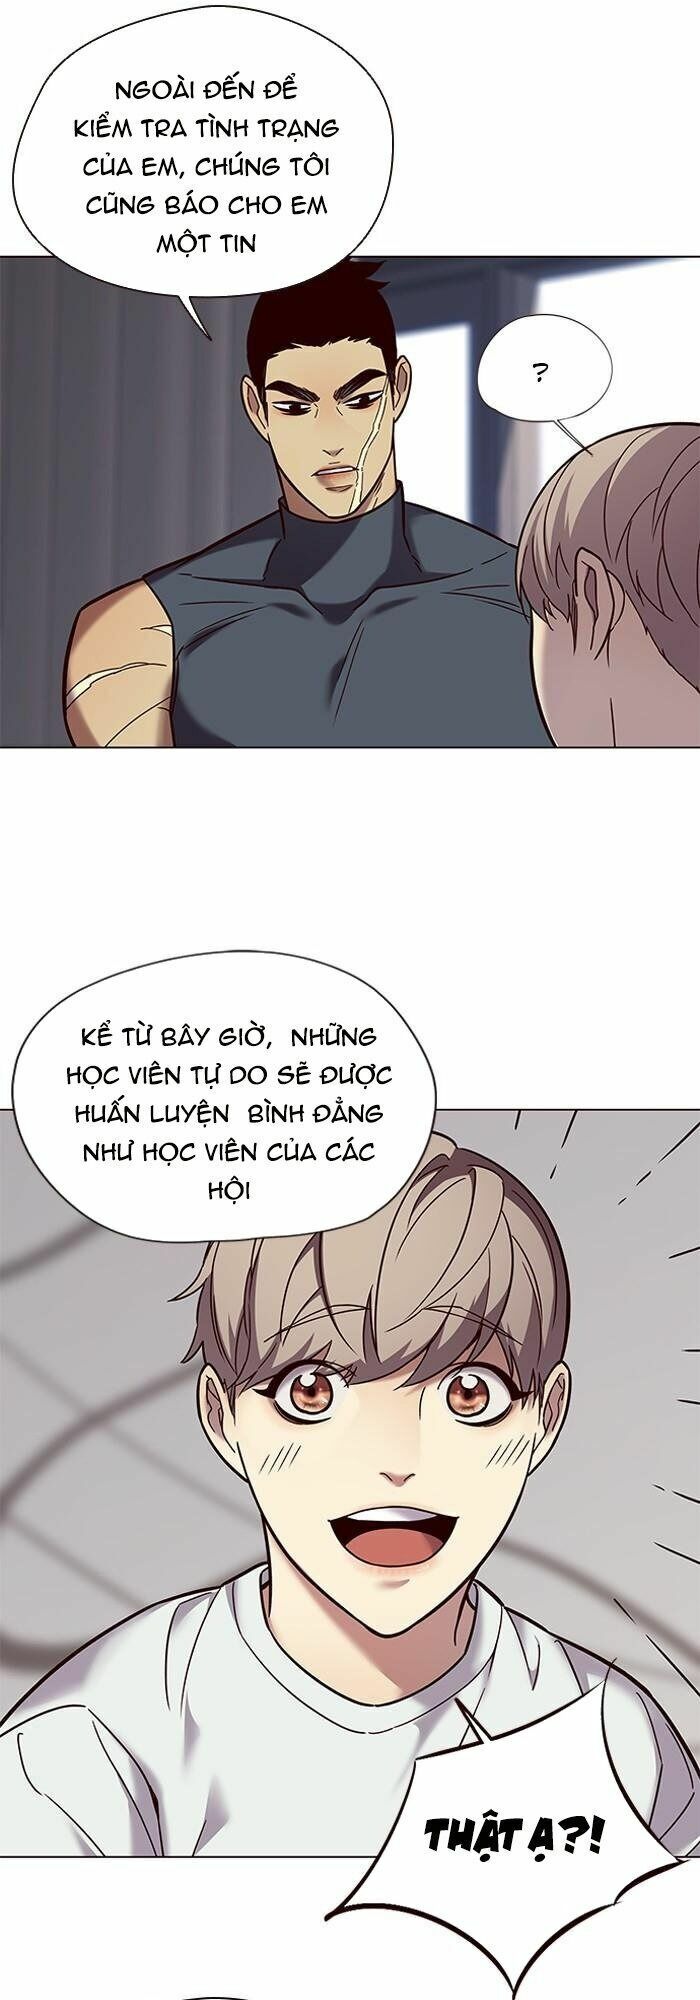 NGOÀI ĐẾN ĐỂ
KIỂM TRA TÌNH TRẠNG
CỦA EM, CHÚNG TÔI
CŨNG BÁO CHO EM
MỘT TIN
?
KỂ TỪ BÂY GIỜ, NHỮNG
HỌC VIÊN TỰ DO SẼ ĐƯỢC
HUẤN LUYỆN BÌNH ĐẲNG
NHƯ HỌC VIÊN CỦA CÁC
HỘI
THẬT Ạ?!